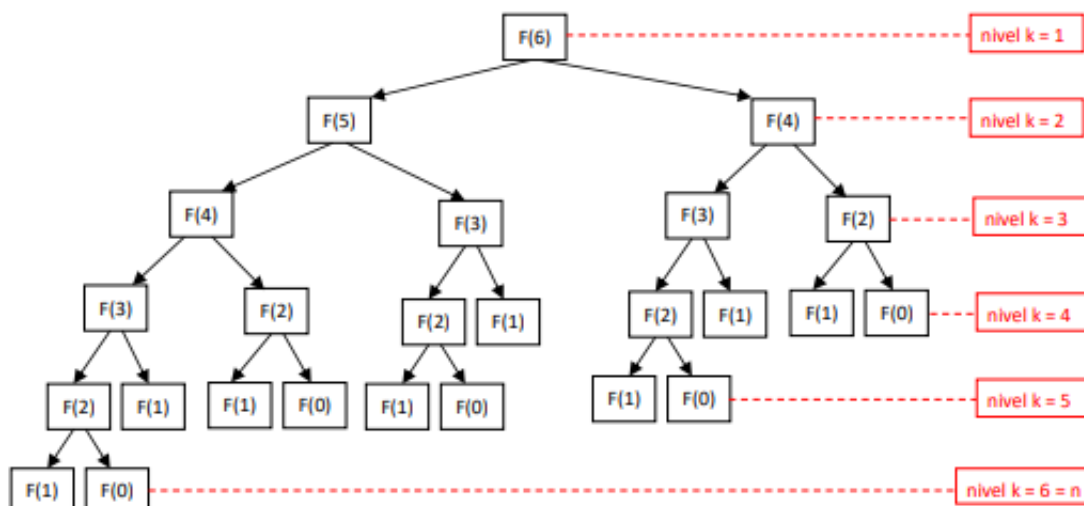 F(6)
nivel k = 1
F(5)
F(4)
nivel k = 2
F(4)
F(3)
F(3)
F(2)
nivel k = 3
F(3)
F(2)
F(2)
F(1)
F(2)
F(1)
F(1)
F(0)
nivel k = 4
F(2)
F(1)
F(1)
F(0)
F(1)
F(0)
F(1)
F(0)
nivel k = 5
F(1)
F(0)
nivel k = 6 = n